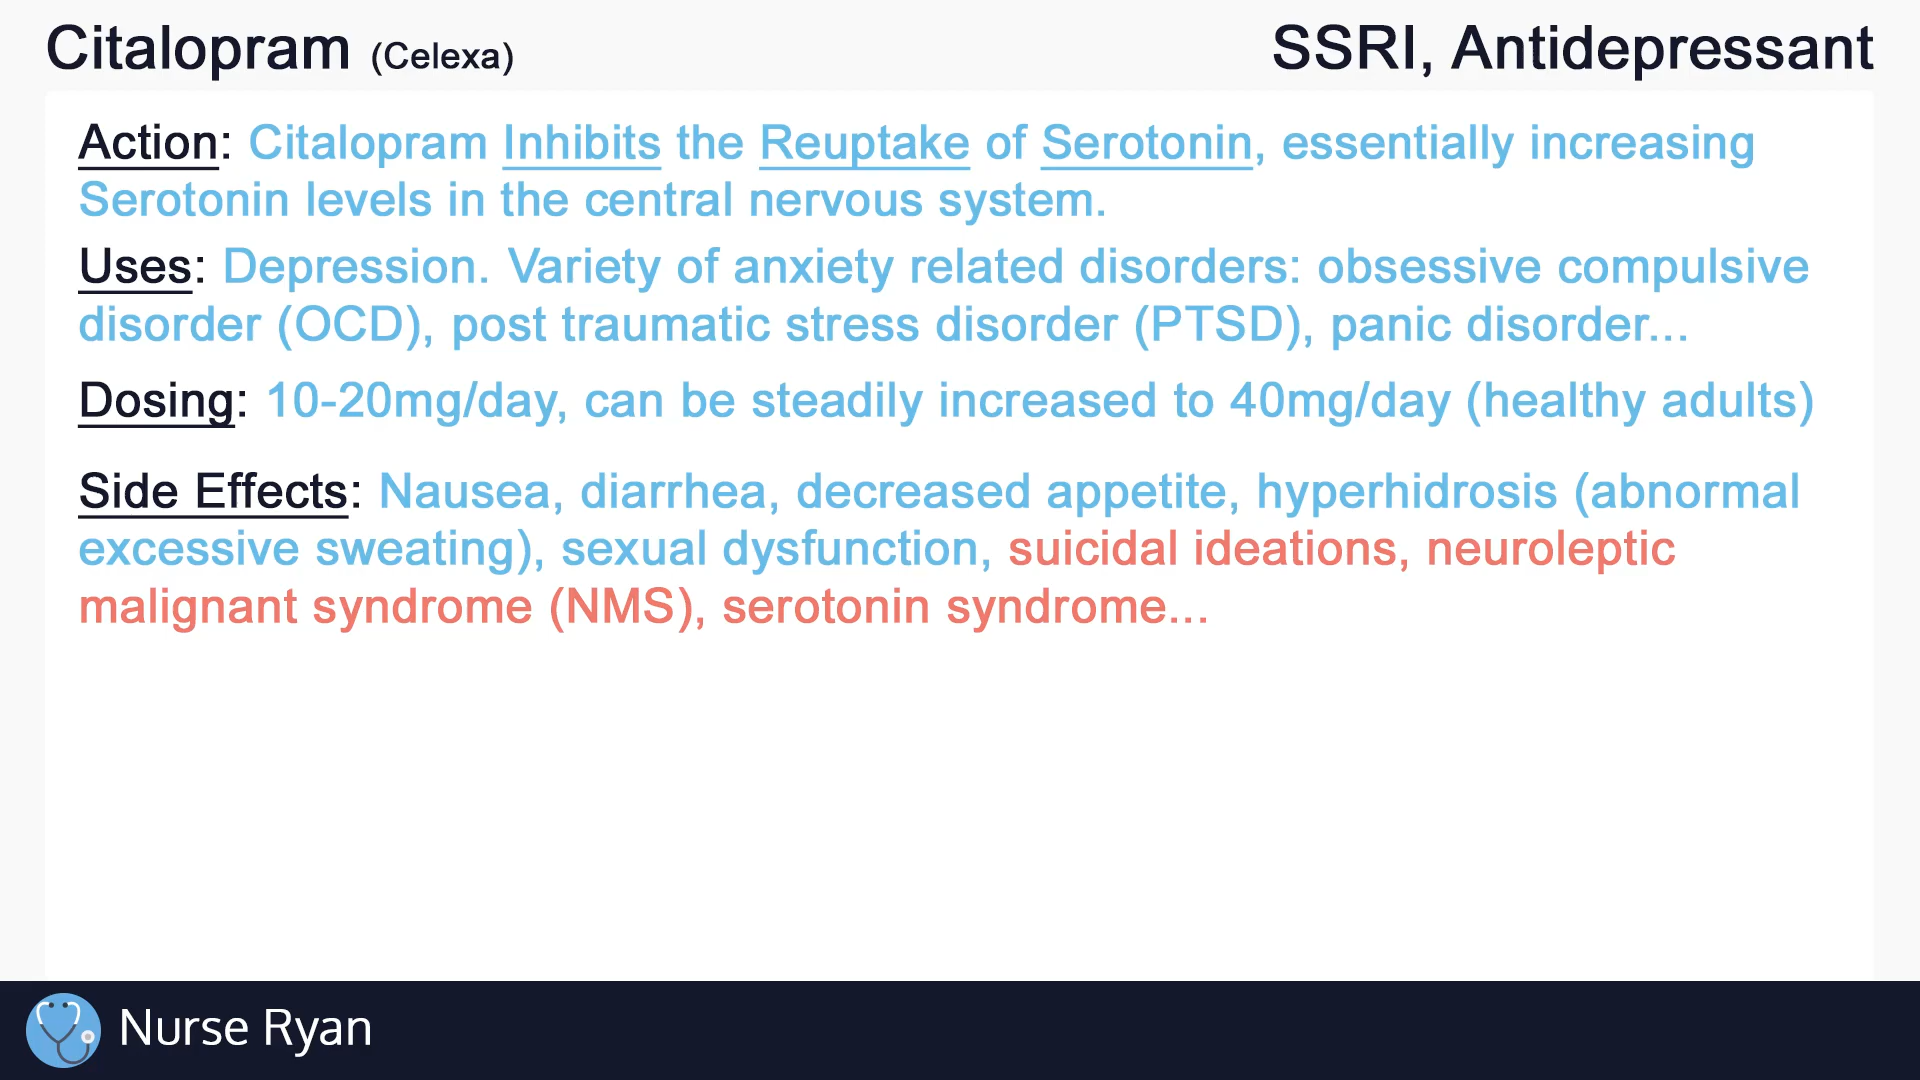 Citalopram (Celexa)
SSRI, Antidepressant
Action: Citalopram Inhibits the Reuptake of Serotonin, essentially increasing
Serotonin levels in the central nervous system.
Uses: Depression. Variety of anxiety related disorders: obsessive compulsive
disorder (OCD), post traumatic stress disorder (PTSD), panic disorder...
Dosing: 10-20mg/day, can be steadily increased to 40mg/day (healthy adults)
Side Effects: Nausea, diarrhea, decreased appetite, hyperhidrosis (abnormal
excessive sweating), sexual dysfunction, suicidal ideations, neuroleptic
malignant syndrome (NMS), serotonin syndrome...
Nurse Ryan